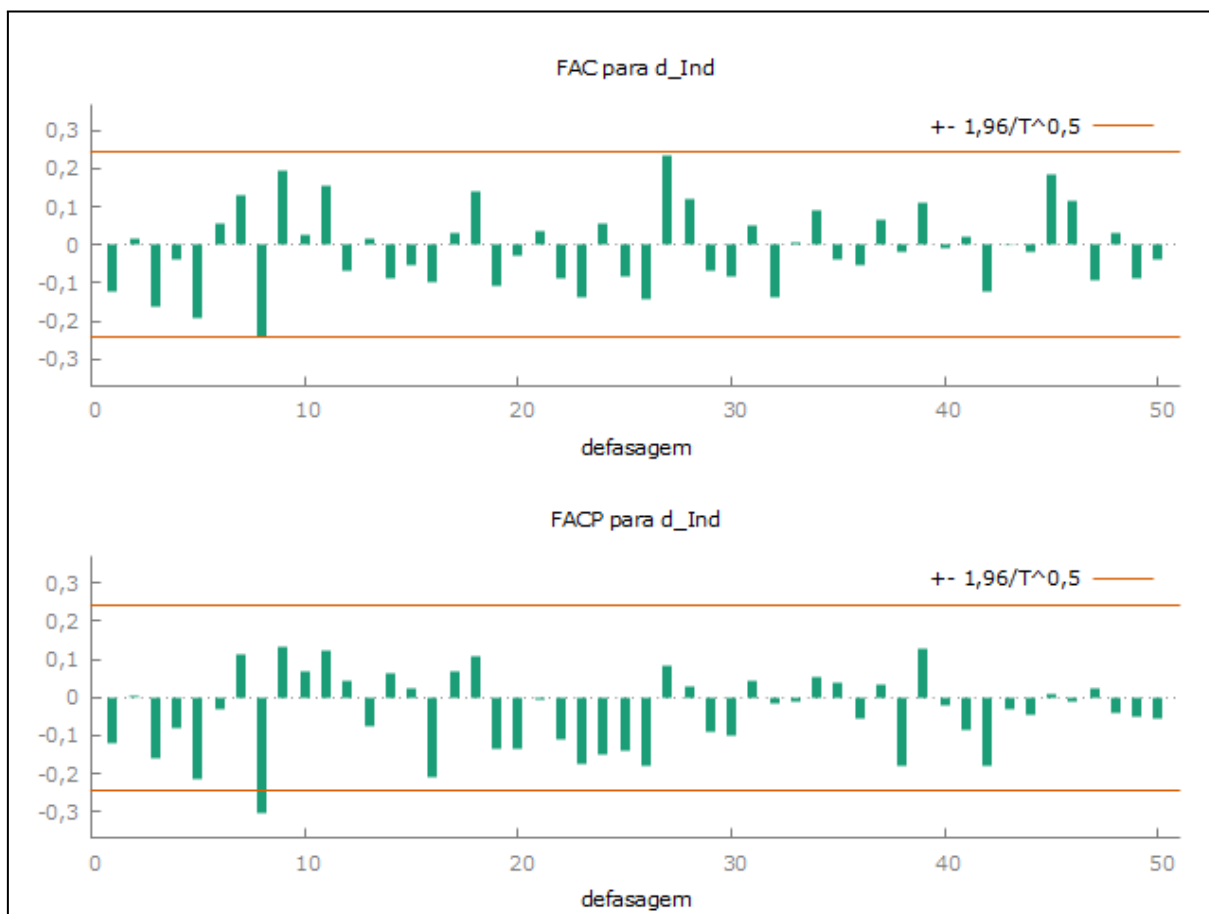 FAC para d_Ind
+- 1,96/T^0,5
0,3
0,2
0,1
0
-0,1
-0,2
-0,3
0 10 20 30 40 50
defasagem
FACP para d_Ind
+- 1,96/T^0,5
0,3
0,2
0,1
0
-0,1
-0,2
-0,3
0 10 20 30 40 50
defasagem